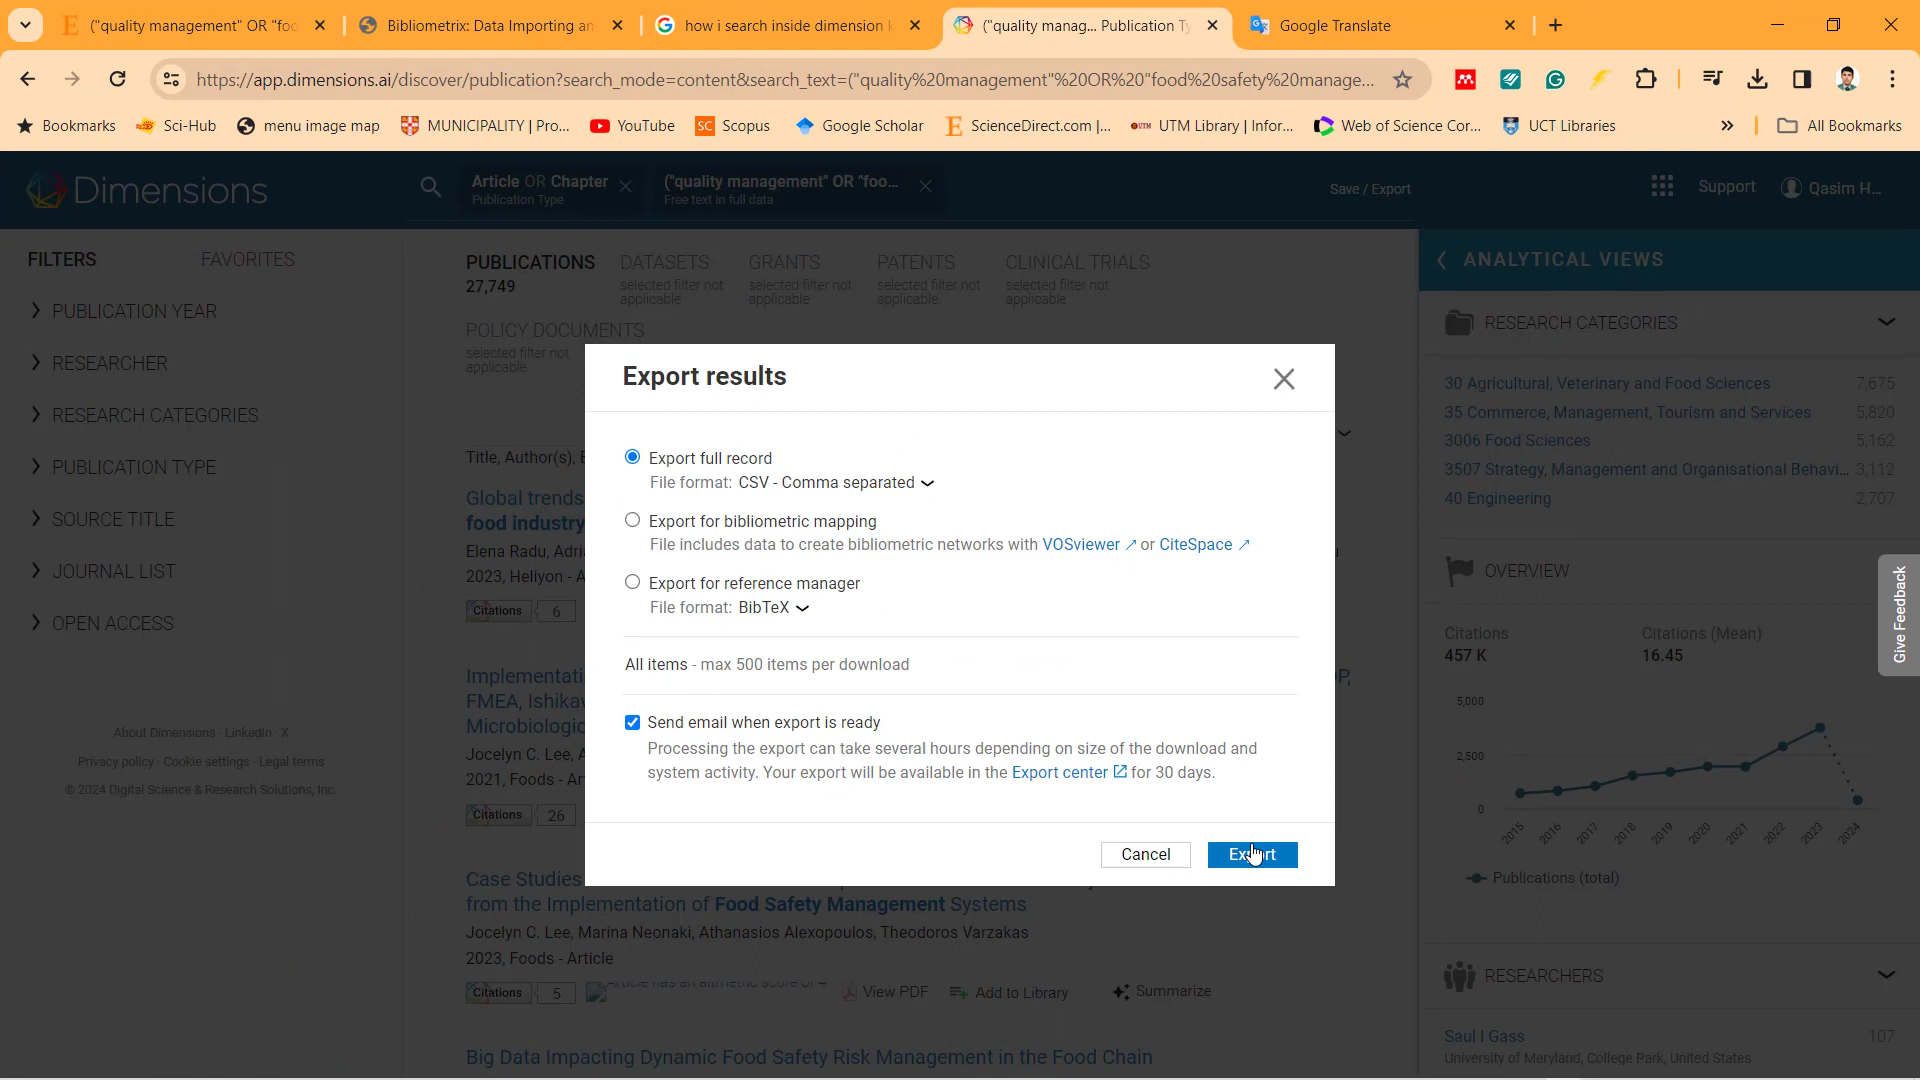 ("quality management" OR "foo
Bibliometrix: Data Importing an
how i search inside dimension k
("quality manag... Publication Ty
Google Translate
https://app.dimensions.ai/discover/publication?search_mode=content&search_text=("quality%20management"%20OR%20"food%20safety%20manage...
Bookmarks
Sci-Hub
menu image map
MUNICIPALITY | Pro...
YouTube
SC Scopus
Google Scholar
ScienceDirect.com |...
UTM Library | Infor...
Web of Science Cor...
UCT Libraries
All Bookmarks
Dimensions
Article OR Chapter
Publication Type
("quality management" OR "foo...
Free text in full data
Save / Export
Support
Qasim H...
FILTERS
FAVORITES
PUBLICATION YEAR
RESEARCHER
RESEARCH CATEGORIES
PUBLICATION TYPE
SOURCE TITLE
JOURNAL LIST
OPEN ACCESS
About Dimensions · LinkedIn · X
Privacy policy · Cookie settings · Legal terms
© 2024 Digital Science & Research Solutions, Inc.
PUBLICATIONS
27,749
DATASETS
selected filter not
applicable
GRANTS
selected filter not
applicable
PATENTS
selected filter not
applicable
CLINICAL TRIALS
selected filter not
applicable
POLICY DOCUMENTS
selected filter not
applicable
Title, Author(s),
Global trends
food industry
Elena Radu,
2023, Heliyon - A
Citations 6
FMEA,
Jocelyn C. Lee,
2021, Foods - Ar
Citations 26
Case Studies
from the Implementation of Food Safety Management Systems
Jocelyn C. Lee, Marina Neonaki, Athanasios Alexopoulos, Theodoros Varzakas
2023, Foods - Article
Citations 5
View PDF
Add to Library
Summarize
Big Data Impacting Dynamic Food Safety Risk Management in the Food Chain
Export results
Export full record
File format: CSV - Comma separated
Export for bibliometric mapping
File includes data to create bibliometric networks with VOSviewer or CiteSpace
Export for reference manager
File format: BibTeX
All items - max 500 items per download
Send email when export is ready
Processing the export can take several hours depending on size of the download and
system activity. Your export will be available in the Export center for 30 days.
Cancel
Export
ANALYTICAL VIEWS
RESEARCH CATEGORIES
30 Agricultural, Veterinary and Food Sciences 7,675
35 Commerce, Management, Tourism and Services 5,820
3006 Food Sciences 5,162
3507 Strategy, Management and Organisational Behavi... 3,112
40 Engineering 2,707
OVERVIEW
Citations
457 K
Citations (Mean)
16.45
5,000
2,500
0
2015
2016
2017
2018
2019
2020
2021
2022
2023
2024
Publications (total)
RESEARCHERS
Saul I Gass 107
University of Maryland, College Park, United States
Give Feedback